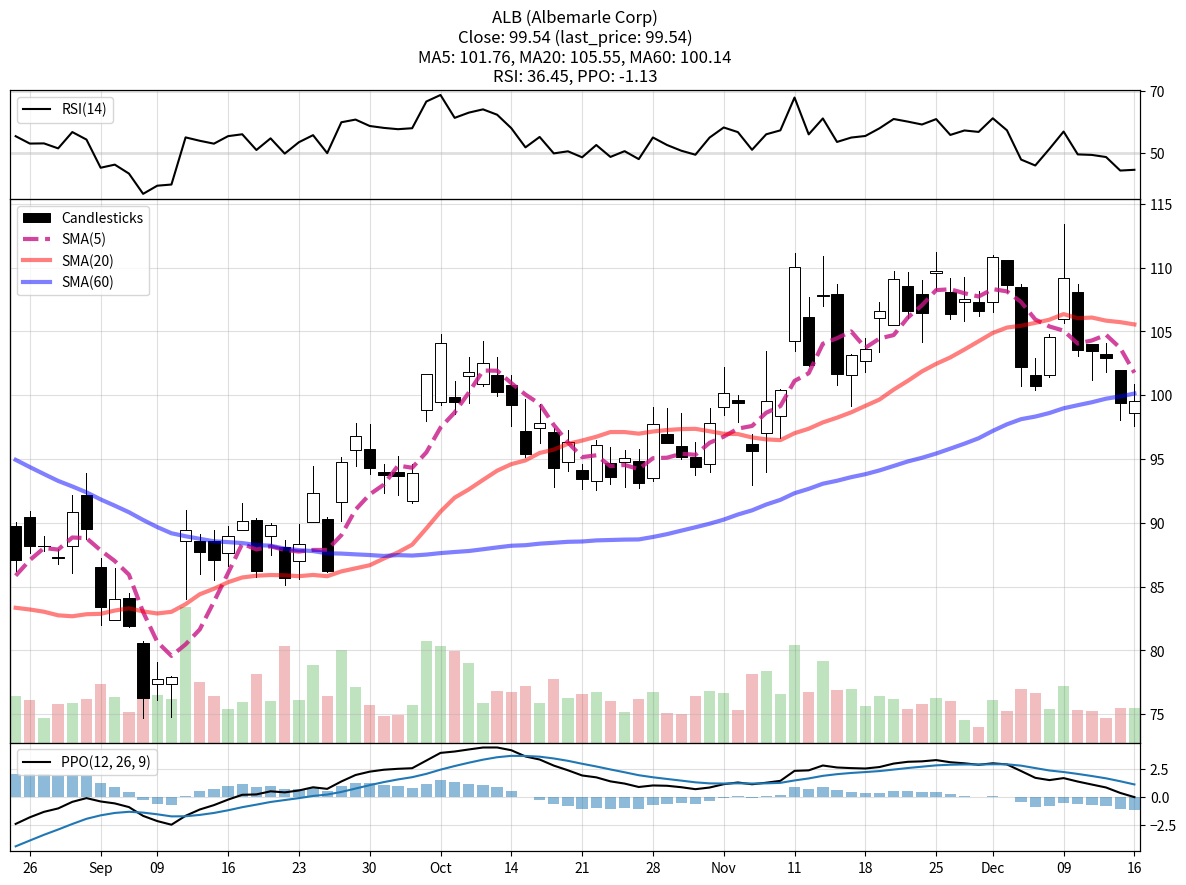 ALB (Albemarle Corp)
Close: 99.54 (last_price: 99.54)
MA5: 101.76, MA20: 105.55, MA60: 100.14
RSI: 36.45, PPO: -1.13
RSI(14)
70
50
Candlesticks
SMA(5)
SMA(20)
SMA(60)
115
110
105
100
95
90
85
80
75
PPO(12, 26, 9)
2.5
0.0
−2.5
26 Sep 09 16 23 30 Oct 14 21 28 Nov 11 18 25 Dec 09 16